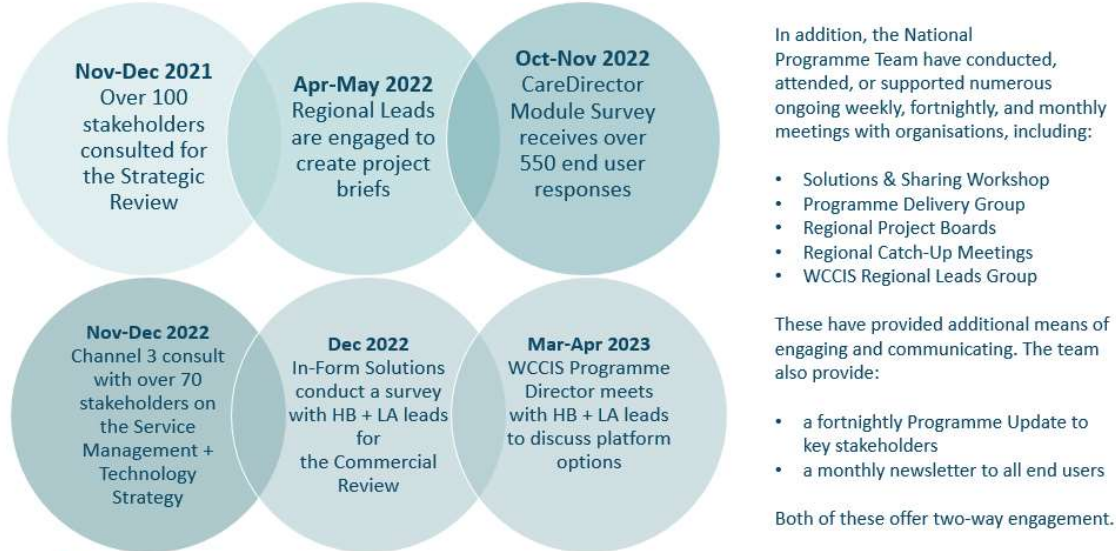 Nov-Dec 2021
Over 100
stakeholders
consulted for
the Strategic
Review
Apr-May 2022
Regional Leads
are engaged to
create project
briefs
Oct-Nov 2022
CareDirector
Module Survey
receives over
550 end user
responses
Nov-Dec 2022
Channel 3 consult
with over 70
stakeholders on
the Service
Management +
Technology
Strategy
Dec 2022
In-Form Solutions
conduct a survey
with HB + LA leads
for
the Commercial
Review
Mar-Apr 2023
WCCIS Programme
Director meets
with HB + LA leads
to discuss platform
options
In addition, the National
Programme Team have conducted,
attended, or supported numerous
ongoing weekly, fortnightly, and monthly
meetings with organisations, including:
• Solutions & Sharing Workshop
• Programme Delivery Group
• Regional Project Boards
• Regional Catch-Up Meetings
• WCCIS Regional Leads Group
These have provided additional means of
engaging and communicating. The team
also provide:
• a fortnightly Programme Update to
key stakeholders
• a monthly newsletter to all end users
Both of these offer two-way engagement.